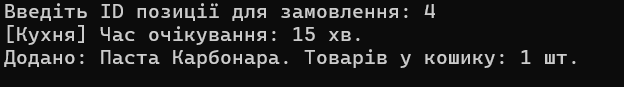 Введіть ID позиції для замовлення: 4
[Кухня] Час очікування: 15 хв.
Додано: Паста Карбонара. Товарів у кошику: 1 шт.